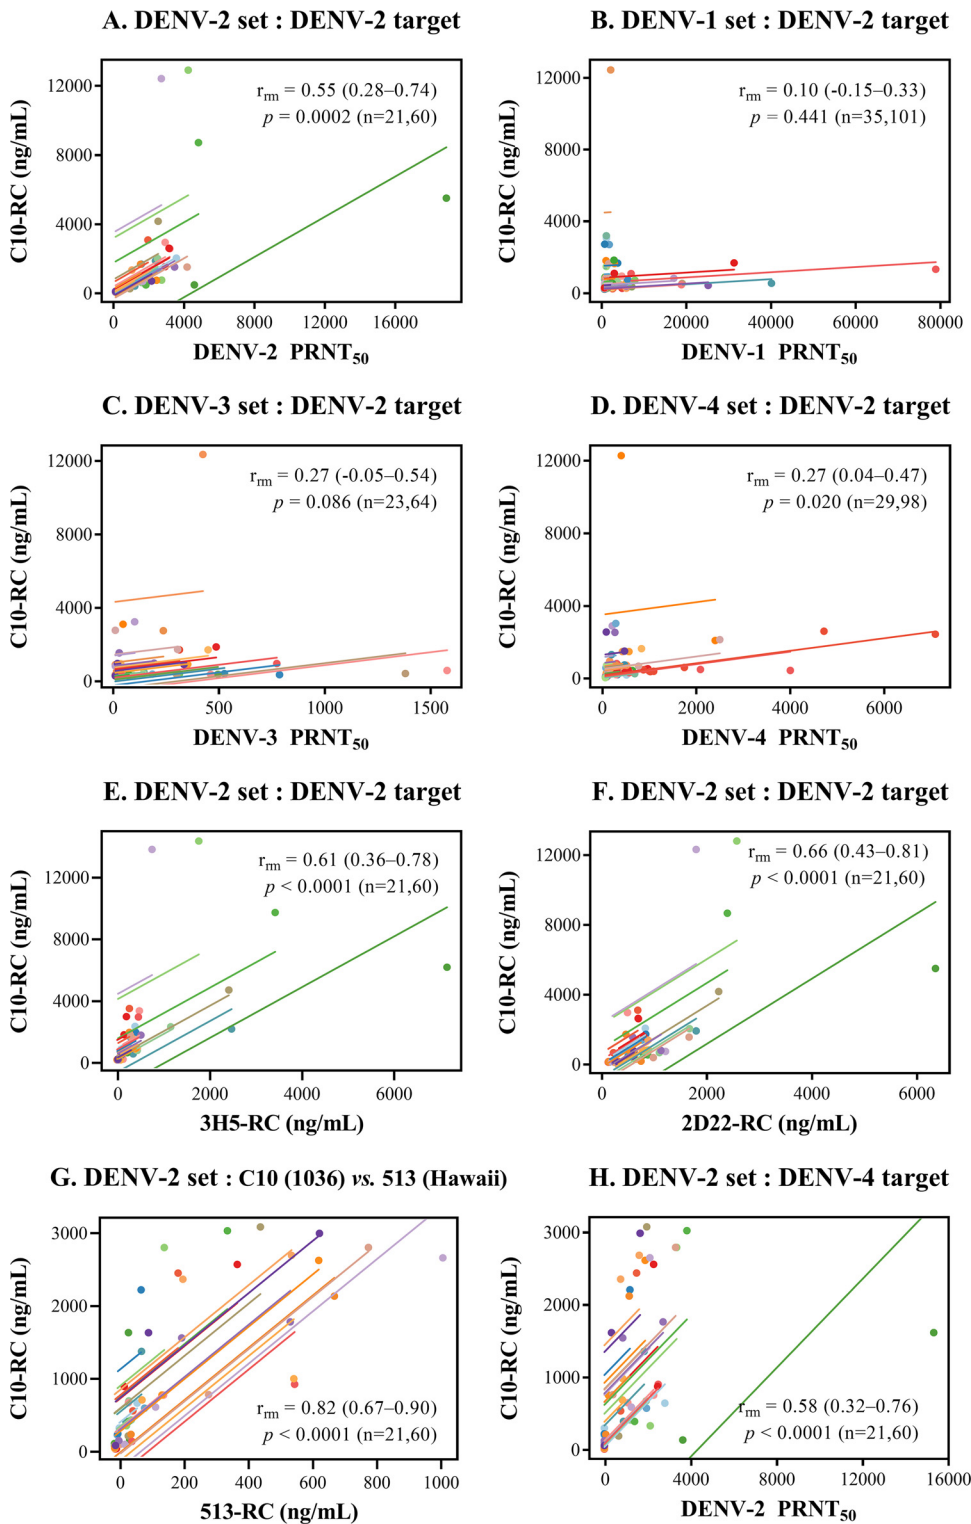 A. DENV-2 set : DENV-2 target
C10-RC (ng/mL)
12000
8000
4000
0
r_rm = 0.55 (0.28–0.74)
p = 0.0002 (n=21,60)
0 4000 8000 12000 16000
DENV-2 PRNT50
B. DENV-1 set : DENV-2 target
C10-RC (ng/mL)
12000
8000
4000
0
r_rm = 0.10 (-0.15–0.33)
p = 0.441 (n=35,101)
0 20000 40000 60000 80000
DENV-1 PRNT50
C. DENV-3 set : DENV-2 target
C10-RC (ng/mL)
12000
8000
4000
0
r_rm = 0.27 (-0.05–0.54)
p = 0.086 (n=23,64)
0 500 1000 1500
DENV-3 PRNT50
D. DENV-4 set : DENV-2 target
C10-RC (ng/mL)
12000
8000
4000
0
r_rm = 0.27 (0.04–0.47)
p = 0.020 (n=29,98)
0 2000 4000 6000
DENV-4 PRNT50
E. DENV-2 set : DENV-2 target
C10-RC (ng/mL)
12000
8000
4000
0
r_rm = 0.61 (0.36–0.78)
p < 0.0001 (n=21,60)
0 2000 4000 6000
3H5-RC (ng/mL)
F. DENV-2 set : DENV-2 target
C10-RC (ng/mL)
12000
8000
4000
0
r_rm = 0.66 (0.43–0.81)
p < 0.0001 (n=21,60)
0 2000 4000 6000
2D22-RC (ng/mL)
G. DENV-2 set : C10 (1036) vs. 513 (Hawaii)
C10-RC (ng/mL)
3000
2000
1000
0
r_rm = 0.82 (0.67–0.90)
p < 0.0001 (n=21,60)
0 200 400 600 800 1000
513-RC (ng/mL)
H. DENV-2 set : DENV-4 target
C10-RC (ng/mL)
3000
2000
1000
0
r_rm = 0.58 (0.32–0.76)
p < 0.0001 (n=21,60)
0 4000 8000 12000 16000
DENV-2 PRNT50